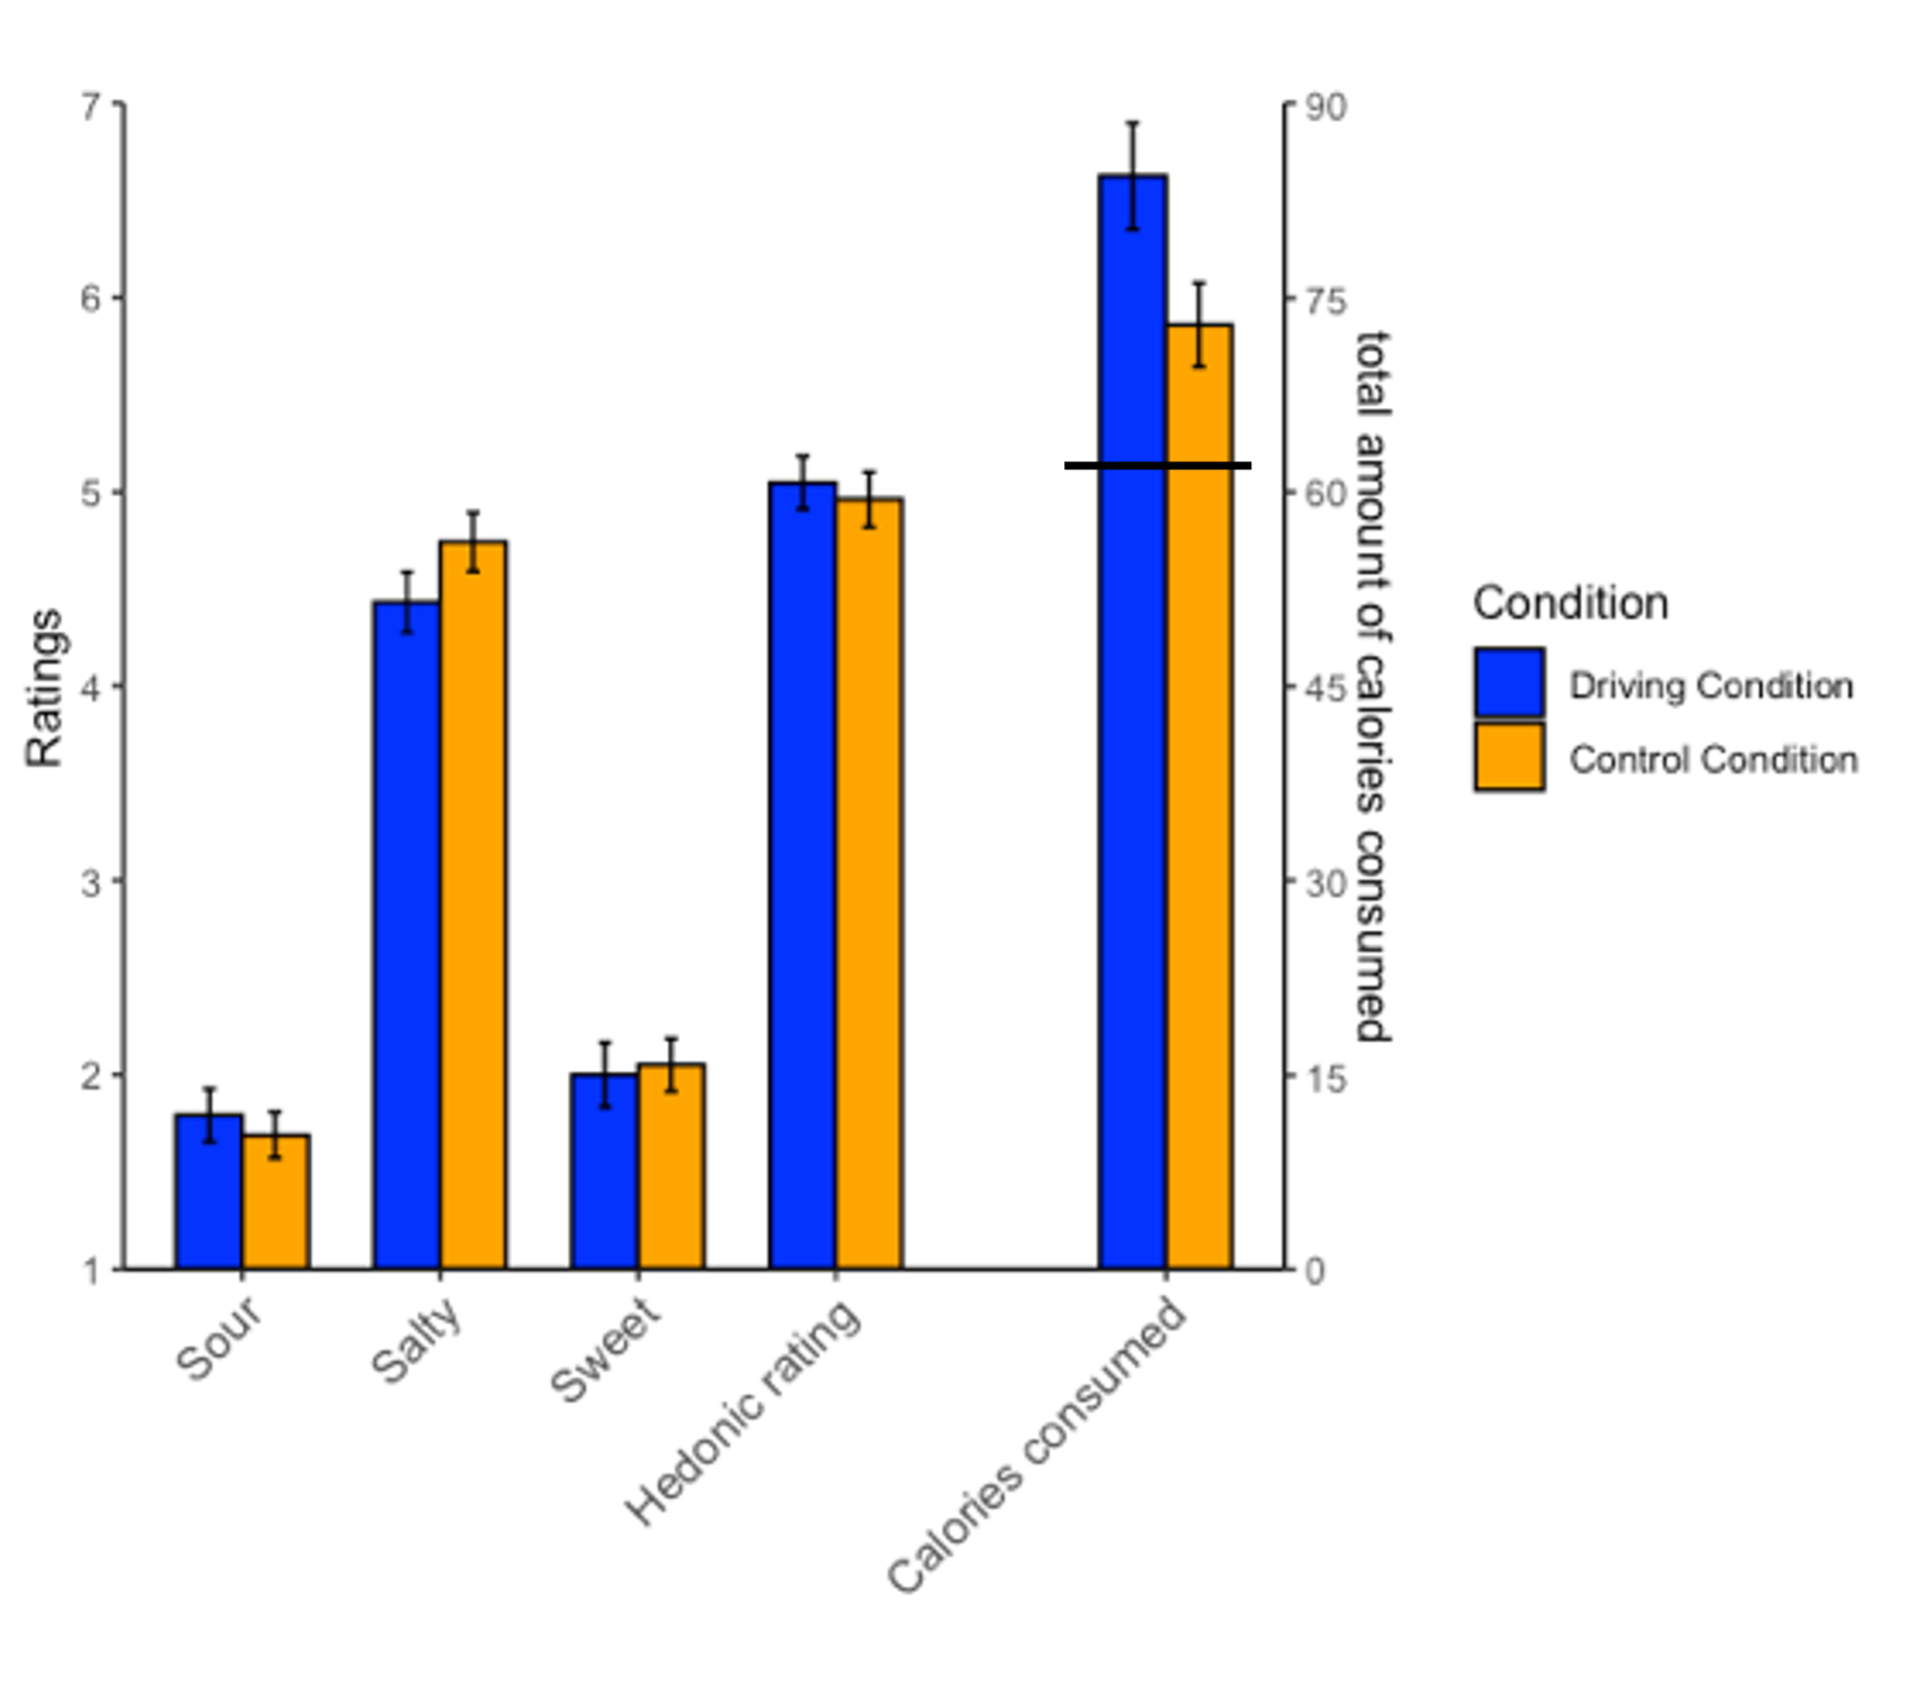 Ratings
7
6
5
4
3
2
1
90
75
60
45
30
15
0
total amount of calories consumed
Sour
Salty
Sweet
Hedonic rating
Calories consumed
Condition
Driving Condition
Control Condition